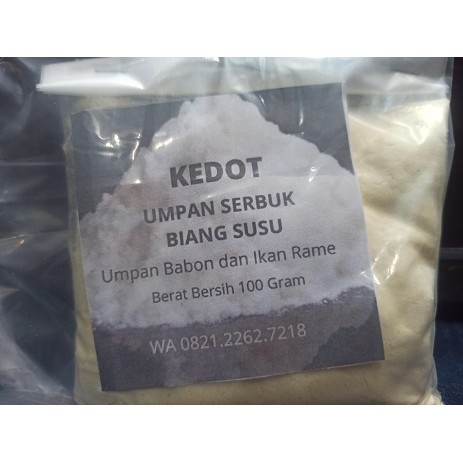 KEDOT
UMPAN SERBUK
BIANG SUSU
Umpan Babon dan Ikan Rame
Berat Bersih 100 Gram
WA 0821.2262.7218